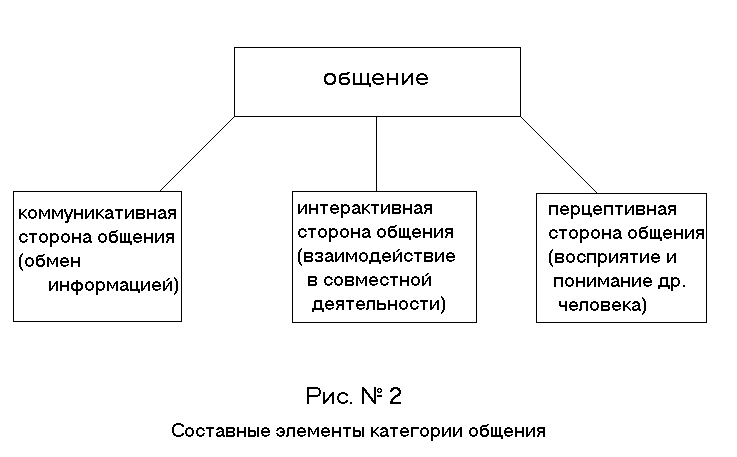 общение
коммуникативная
сторона общения
(обмен
информацией)
интерактивная
сторона общения
(взаимодействие
в совместной
деятельности)
перцептивная
сторона общения
(восприятие и
понимание др.
человека)
Рис. № 2
Составные элементы категории общения